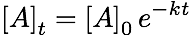 [A]_t = [A]_0 e^{-kt}